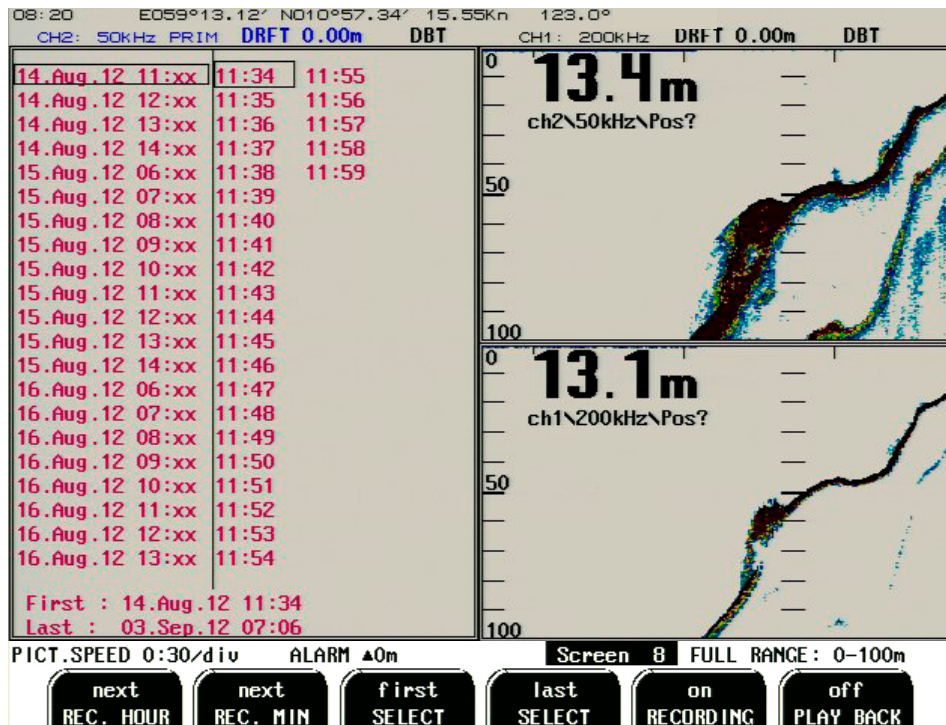 08:20 E059°13.12' N010°57.34' 15.55Kn 123.0°
CH2: 50KHz PRIM DRFT 0.00m DBT
CH1: 200KHz DRFT 0.00m DBT
14.Aug.12 11:xx 11:34 11:55
14.Aug.12 12:xx 11:35 11:56
14.Aug.12 13:xx 11:36 11:57
14.Aug.12 14:xx 11:37 11:58
15.Aug.12 06:xx 11:38 11:59
15.Aug.12 07:xx 11:39
15.Aug.12 08:xx 11:40
15.Aug.12 09:xx 11:41
15.Aug.12 10:xx 11:42
15.Aug.12 11:xx 11:43
15.Aug.12 12:xx 11:44
15.Aug.12 13:xx 11:45
15.Aug.12 14:xx 11:46
16.Aug.12 06:xx 11:47
16.Aug.12 07:xx 11:48
16.Aug.12 08:xx 11:49
16.Aug.12 09:xx 11:50
16.Aug.12 10:xx 11:51
16.Aug.12 11:xx 11:52
16.Aug.12 12:xx 11:53
16.Aug.12 13:xx 11:54
First : 14.Aug.12 11:34
Last : 03.Sep.12 07:06
0
13.4m
ch2\50kHz\Pos?
50
100
0
13.1m
ch1\200kHz\Pos?
50
100
PICT.SPEED 0:30/div ALARM ▲0m Screen 8 FULL RANGE: 0-100m
next REC. HOUR
next REC. MIN
first SELECT
last SELECT
on RECORDING
off PLAY BACK